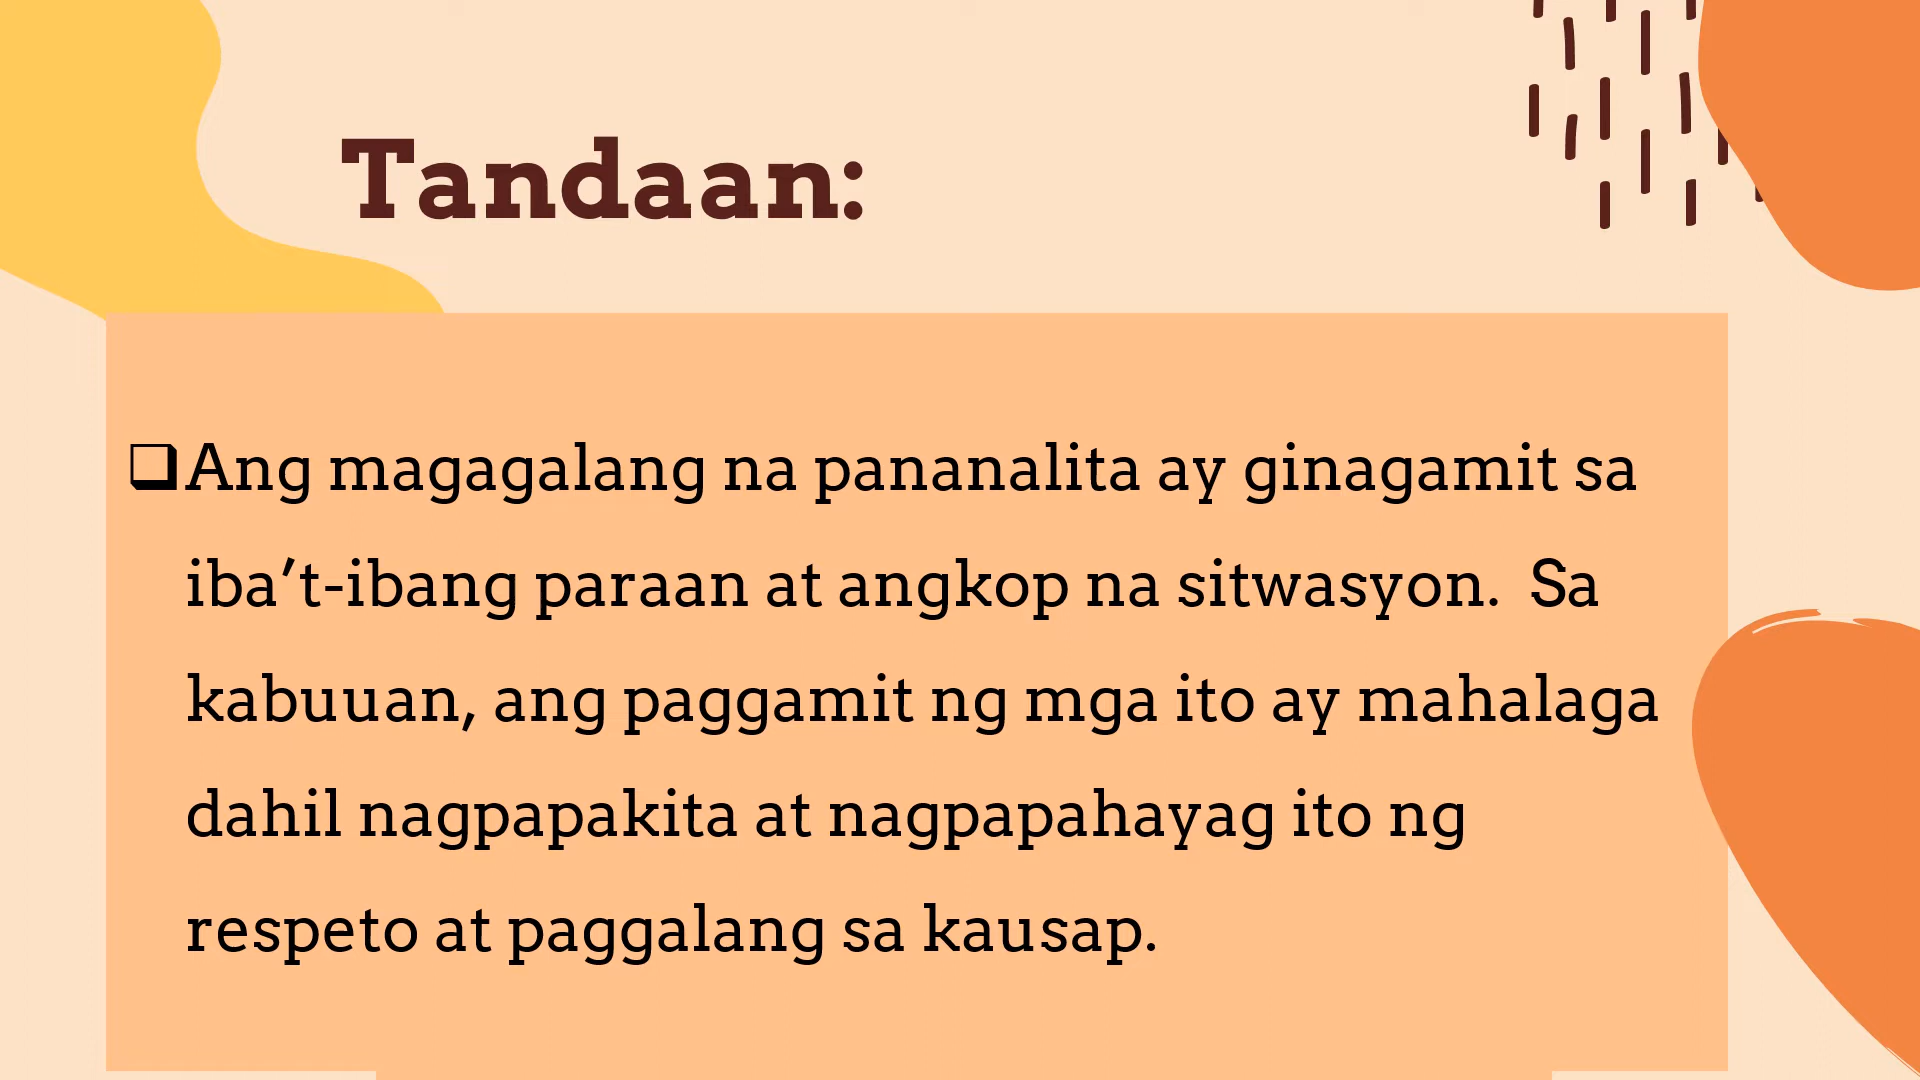 Tandaan:
❑Ang magagalang na pananalita ay ginagamit sa
iba’t-ibang paraan at angkop na sitwasyon.  Sa
kabuuan, ang paggamit ng mga ito ay mahalaga
dahil nagpapakita at nagpapahayag ito ng
respeto at paggalang sa kausap.